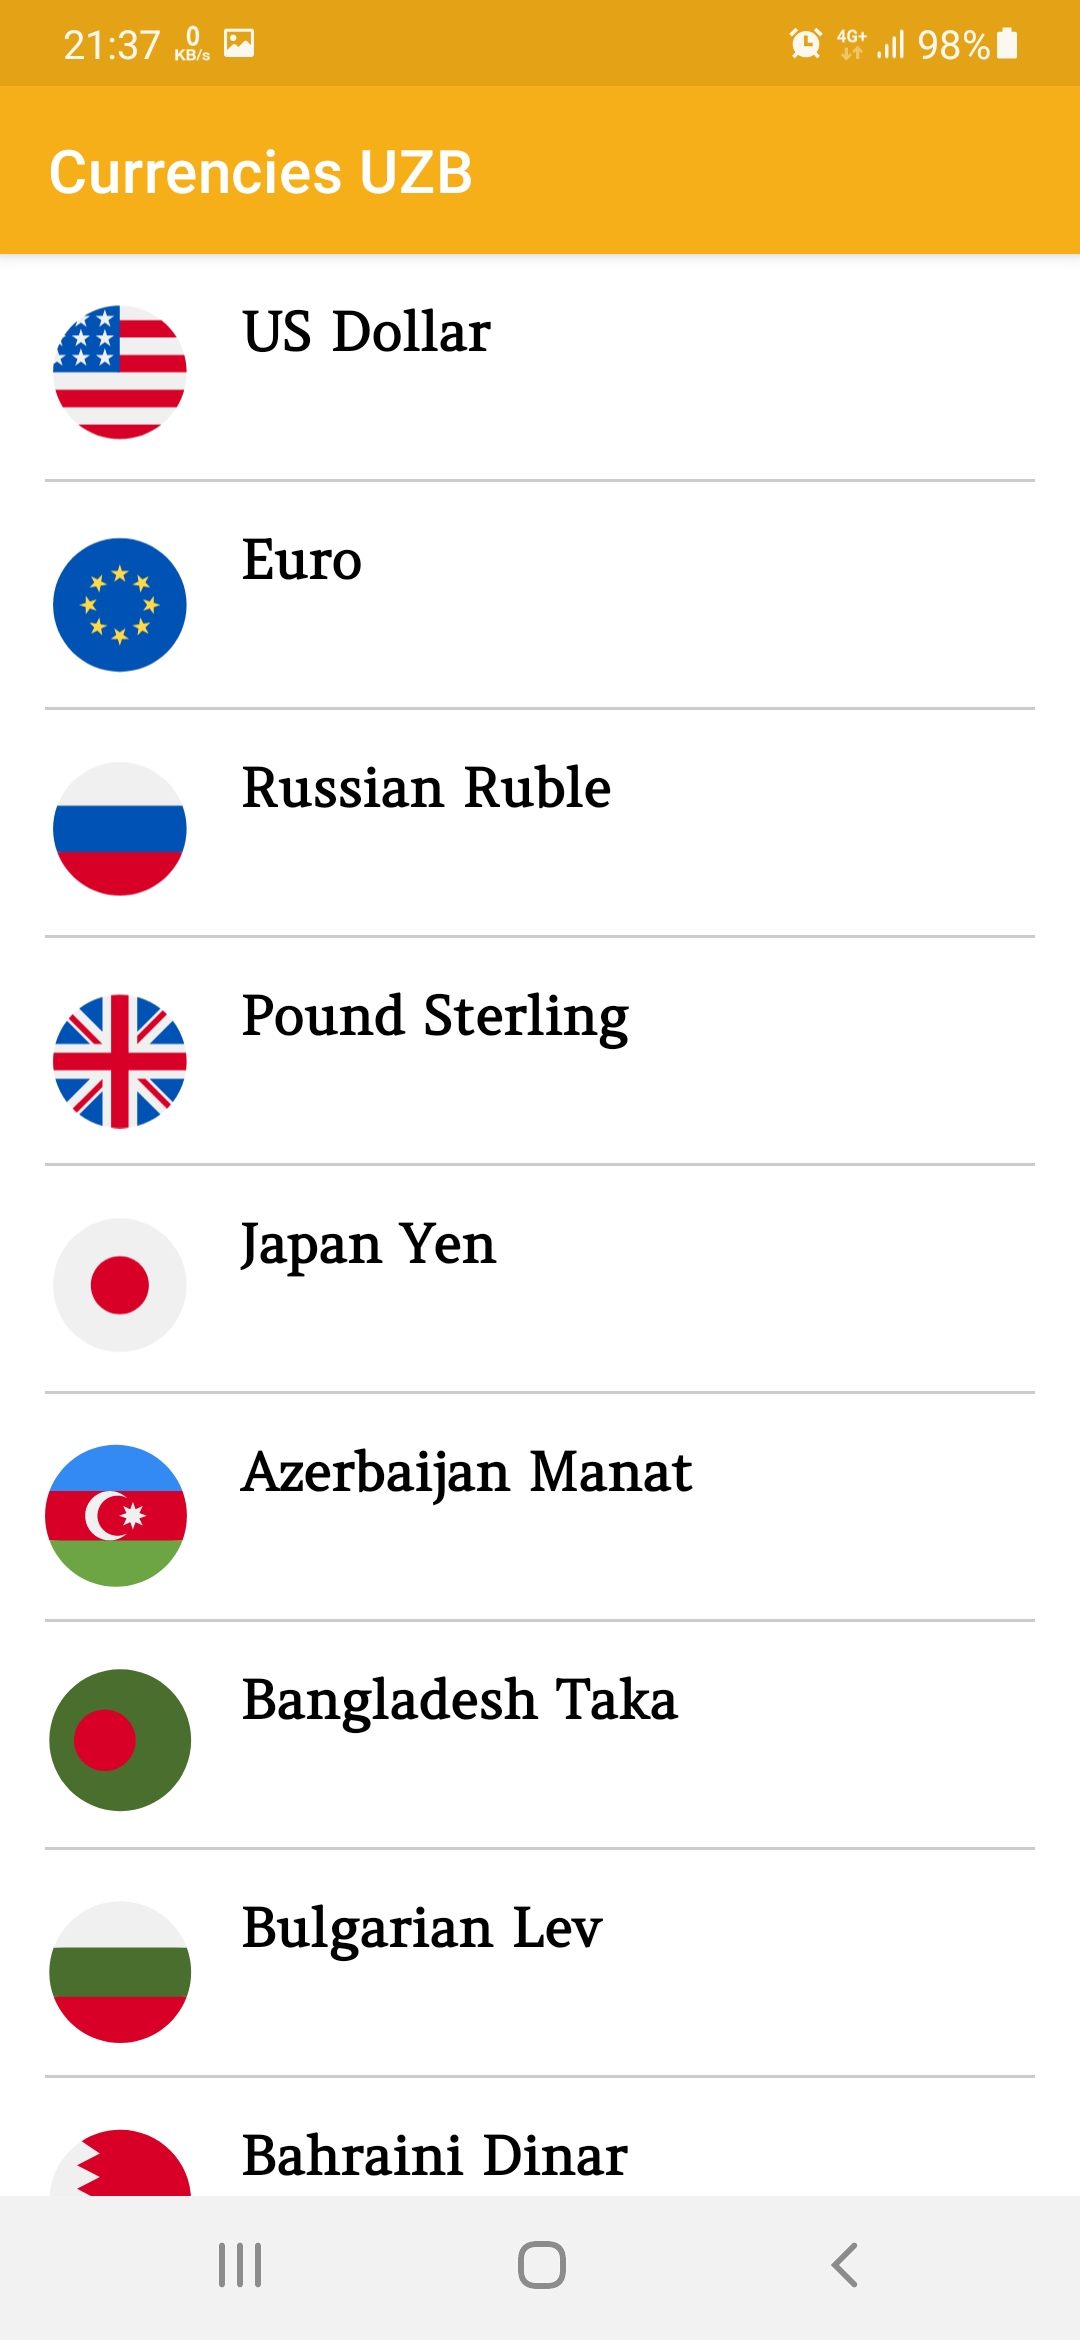 21:37 0 KB/s 4G+ 98%
Currencies UZB
US Dollar
Euro
Russian Ruble
Pound Sterling
Japan Yen
Azerbaijan Manat
Bangladesh Taka
Bulgarian Lev
Bahraini Dinar